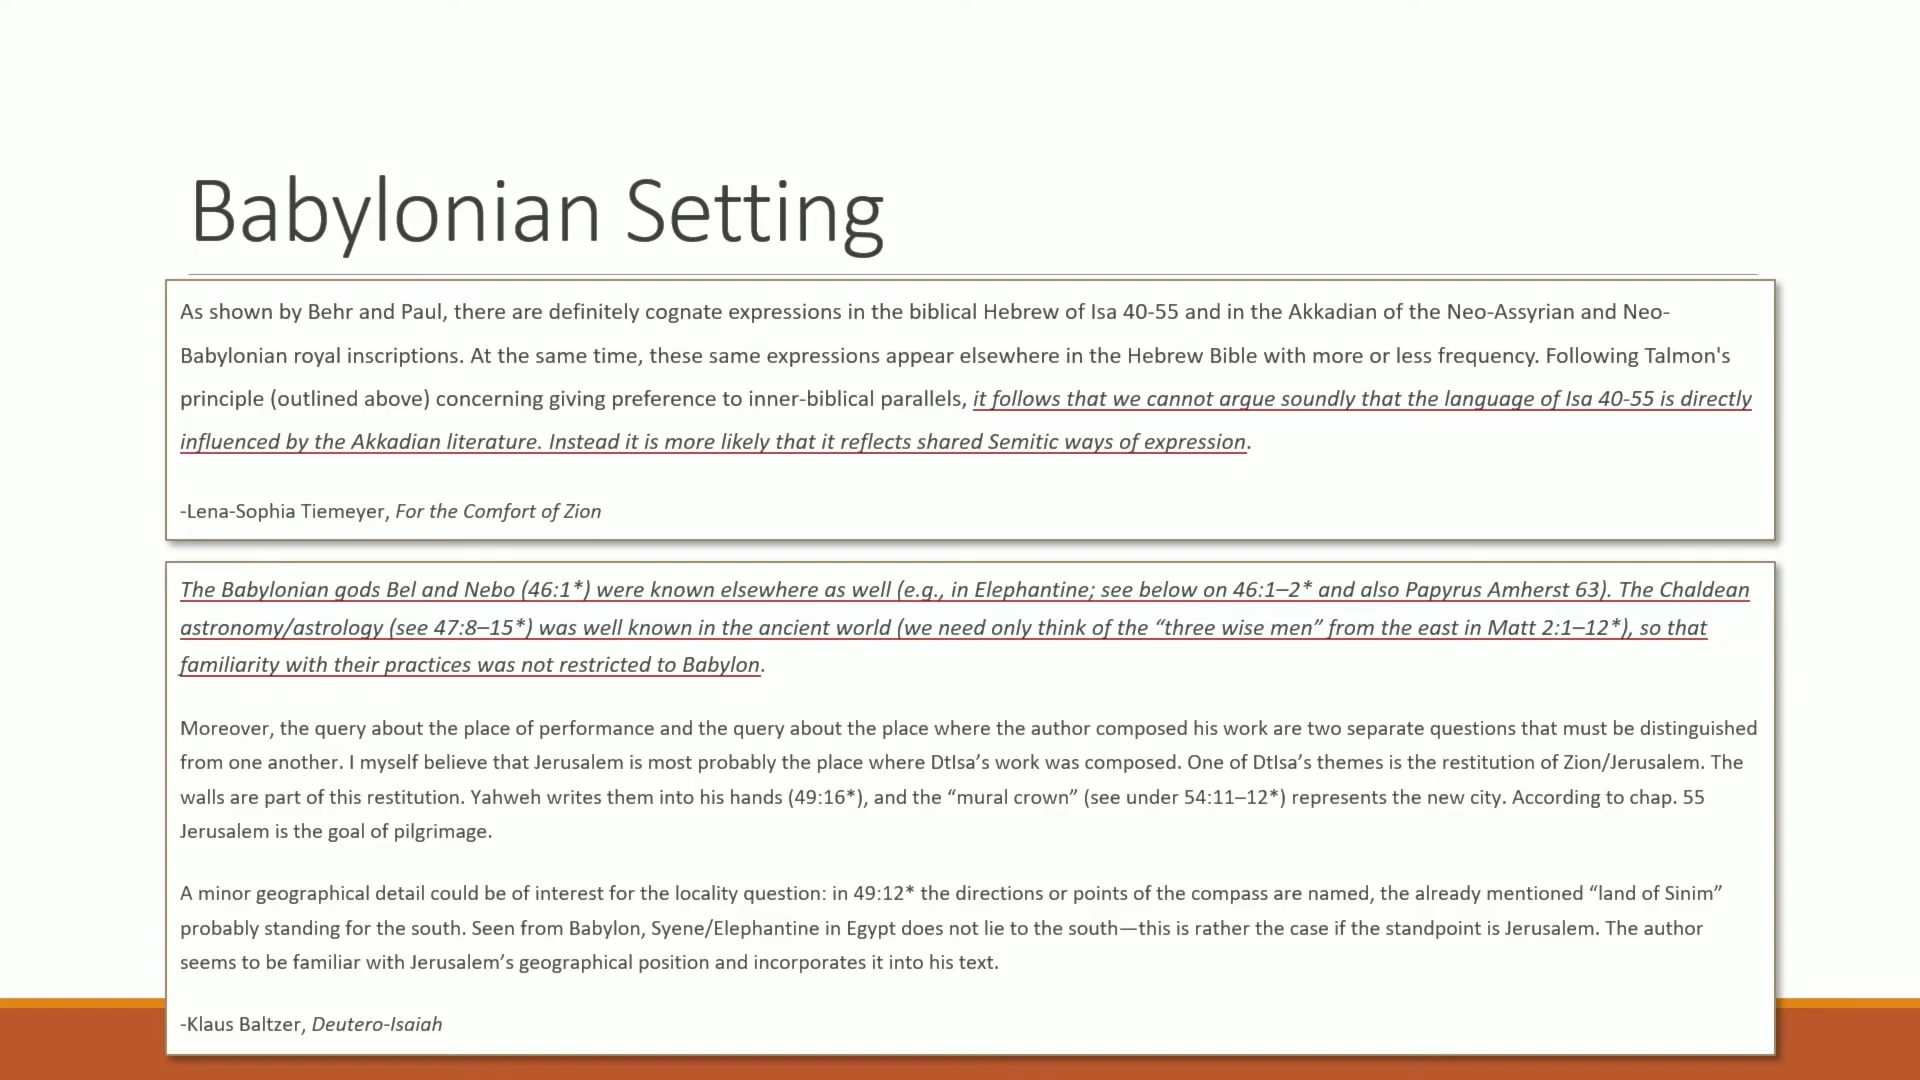 Babylonian Setting
As shown by Behr and Paul, there are definitely cognate expressions in the biblical Hebrew of Isa 40-55 and in the Akkadian of the Neo-Assyrian and Neo-
Babylonian royal inscriptions. At the same time, these same expressions appear elsewhere in the Hebrew Bible with more or less frequency. Following Talmon's
principle (outlined above) concerning giving preference to inner-biblical parallels, it follows that we cannot argue soundly that the language of Isa 40-55 is directly
influenced by the Akkadian literature. Instead it is more likely that it reflects shared Semitic ways of expression.
-Lena-Sophia Tiemeyer, For the Comfort of Zion
The Babylonian gods Bel and Nebo (46:1*) were known elsewhere as well (e.g., in Elephantine; see below on 46:1–2* and also Papyrus Amherst 63). The Chaldean
astronomy/astrology (see 47:8–15*) was well known in the ancient world (we need only think of the “three wise men” from the east in Matt 2:1–12*), so that
familiarity with their practices was not restricted to Babylon.
Moreover, the query about the place of performance and the query about the place where the author composed his work are two separate questions that must be distinguished
from one another. I myself believe that Jerusalem is most probably the place where DtIsa’s work was composed. One of DtIsa’s themes is the restitution of Zion/Jerusalem. The
walls are part of this restitution. Yahweh writes them into his hands (49:16*), and the “mural crown” (see under 54:11–12*) represents the new city. According to chap. 55
Jerusalem is the goal of pilgrimage.
A minor geographical detail could be of interest for the locality question: in 49:12* the directions or points of the compass are named, the already mentioned “land of Sinim”
probably standing for the south. Seen from Babylon, Syene/Elephantine in Egypt does not lie to the south—this is rather the case if the standpoint is Jerusalem. The author
seems to be familiar with Jerusalem’s geographical position and incorporates it into his text.
-Klaus Baltzer, Deutero-Isaiah